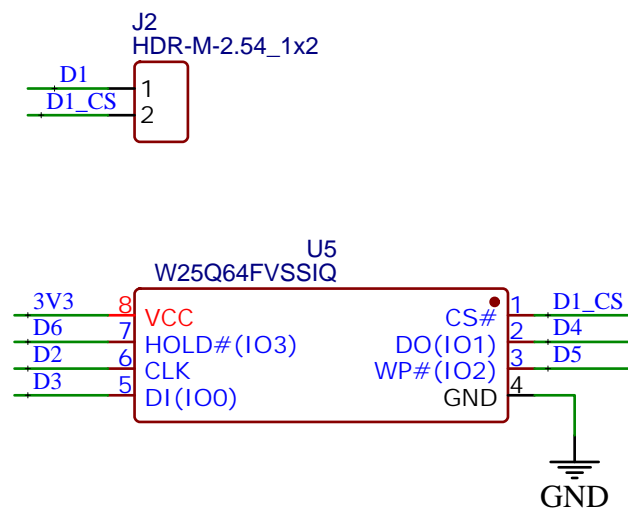 J2
HDR-M-2.54_1x2
D1 1
D1_CS 2
U5
W25Q64FVSSIQ
3V3 8 VCC CS# 1 D1_CS
D6 7 HOLD#(IO3) DO(IO1) 2 D4
D2 6 CLK WP#(IO2) 3 D5
D3 5 DI(IO0) GND 4
GND